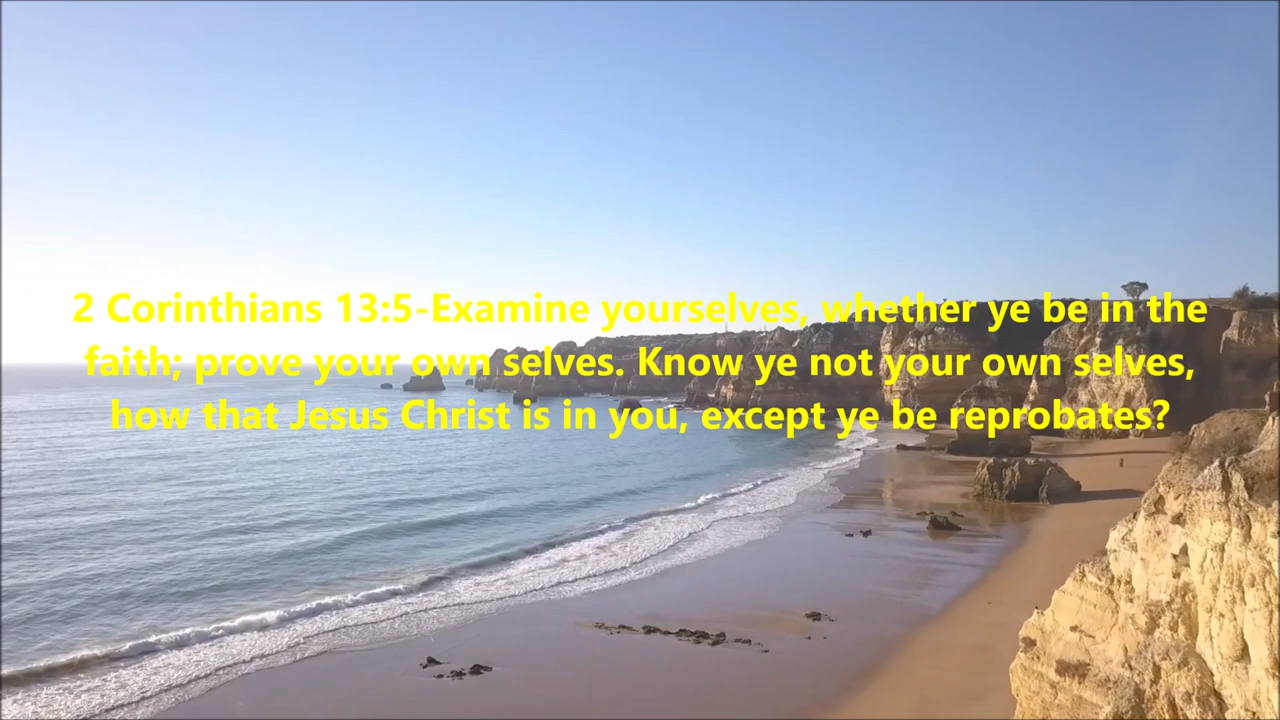 2 Corinthians 13:5-Examine yourselves, whether ye be in the
faith; prove your own selves. Know ye not your own selves,
how that Jesus Christ is in you, except ye be reprobates?